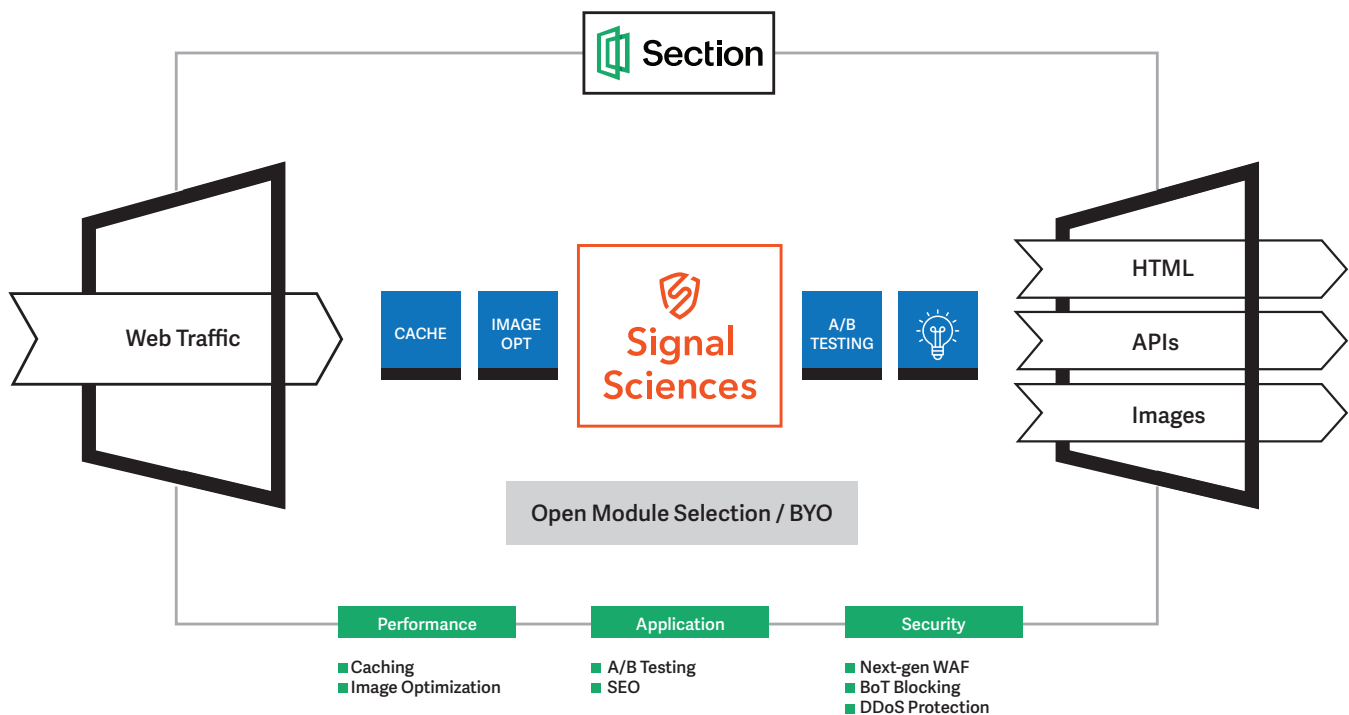 Section
Web Traffic
CACHE
IMAGE
OPT
Signal
Sciences
A/B
TESTING
HTML
APIs
Images
Open Module Selection / BYO
Performance
Caching
Image Optimization
Application
A/B Testing
SEO
Security
Next-gen WAF
BoT Blocking
DDoS Protection